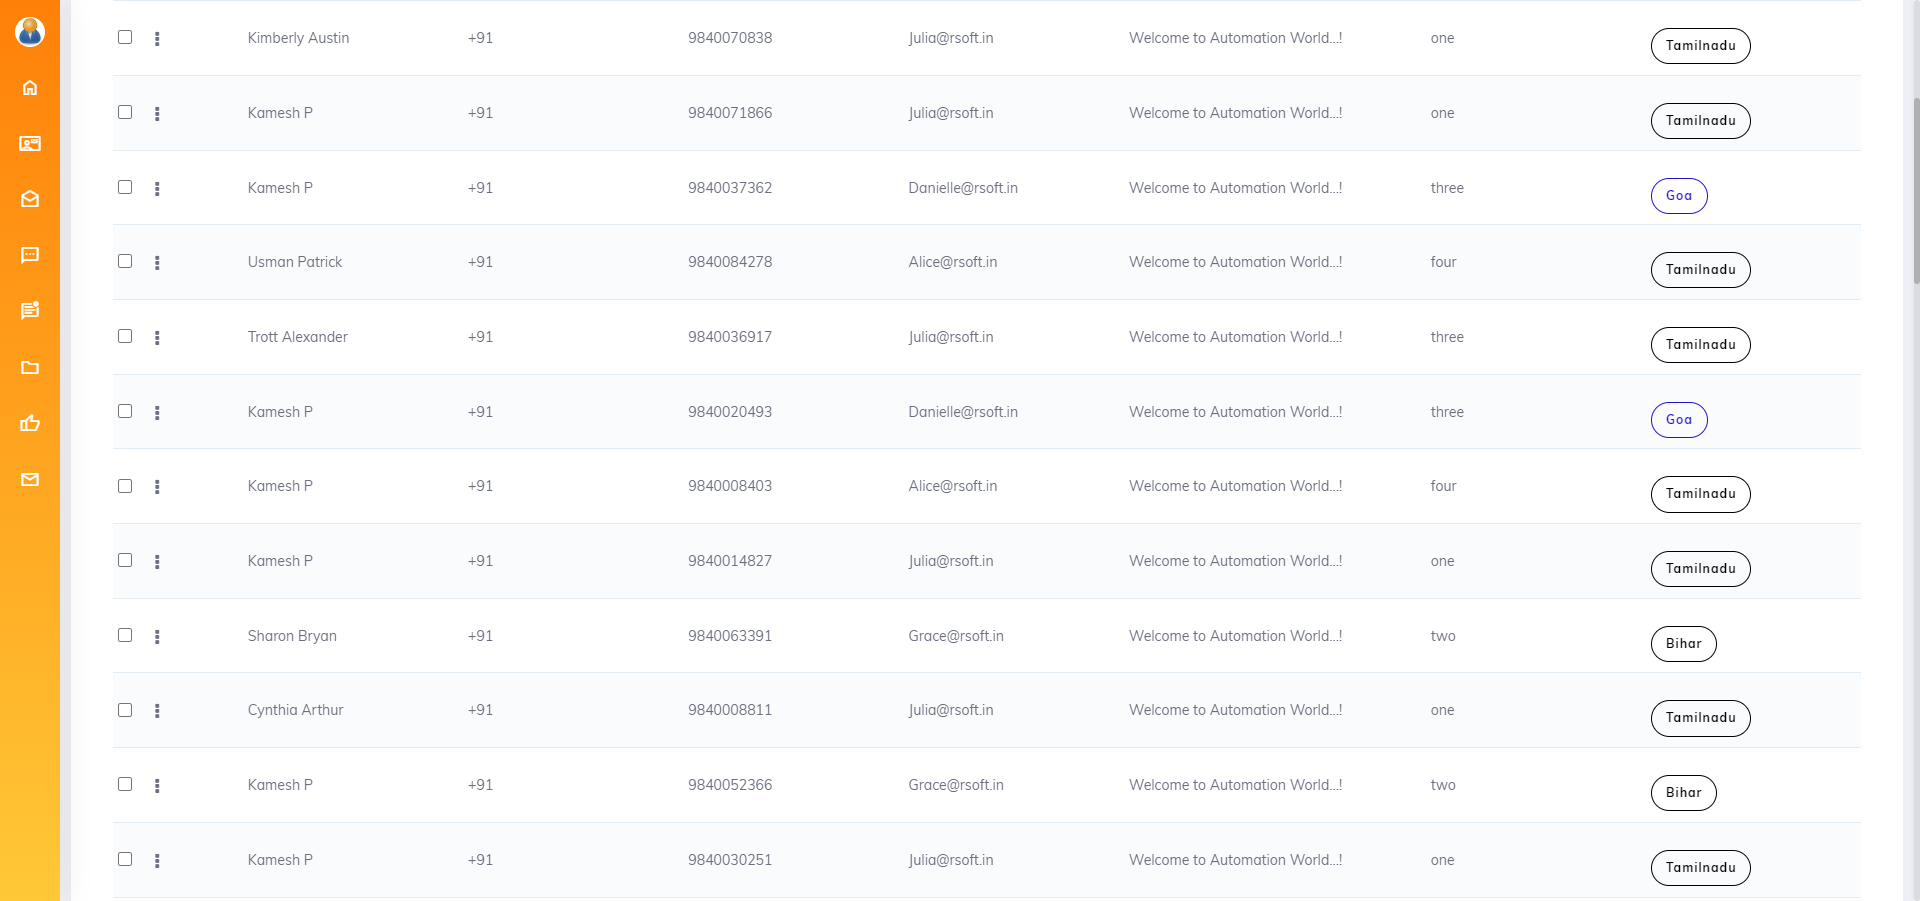 Kimberly Austin +91 9840070838 Julia@rsoft.in Welcome to Automation World...! one Tamilnadu
Kamesh P +91 9840071866 Julia@rsoft.in Welcome to Automation World...! one Tamilnadu
Kamesh P +91 9840037362 Danielle@rsoft.in Welcome to Automation World...! three Goa
Usman Patrick +91 9840084278 Alice@rsoft.in Welcome to Automation World...! four Tamilnadu
Trott Alexander +91 9840036917 Julia@rsoft.in Welcome to Automation World...! three Tamilnadu
Kamesh P +91 9840020493 Danielle@rsoft.in Welcome to Automation World...! three Goa
Kamesh P +91 9840008403 Alice@rsoft.in Welcome to Automation World...! four Tamilnadu
Kamesh P +91 9840014827 Julia@rsoft.in Welcome to Automation World...! one Tamilnadu
Sharon Bryan +91 9840063391 Grace@rsoft.in Welcome to Automation World...! two Bihar
Cynthia Arthur +91 9840008811 Julia@rsoft.in Welcome to Automation World...! one Tamilnadu
Kamesh P +91 9840052366 Grace@rsoft.in Welcome to Automation World...! two Bihar
Kamesh P +91 9840030251 Julia@rsoft.in Welcome to Automation World...! one Tamilnadu